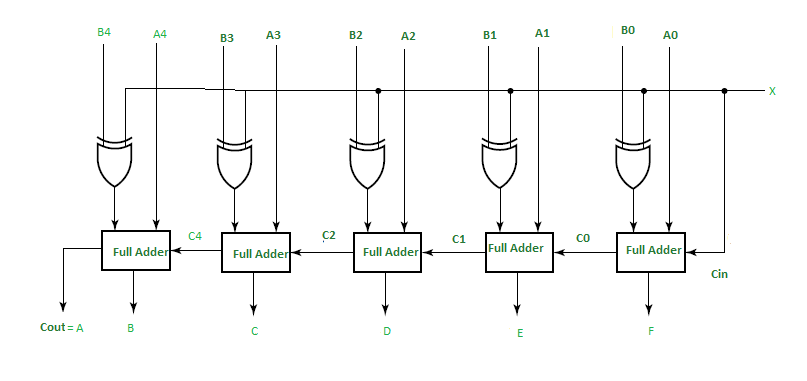 B4 A4 B3 A3 B2 A2 B1 A1 B0 A0
X
Full Adder C4 Full Adder C2 Full Adder C1 Full Adder C0 Full Adder
Cin
Cout = A B C D E F